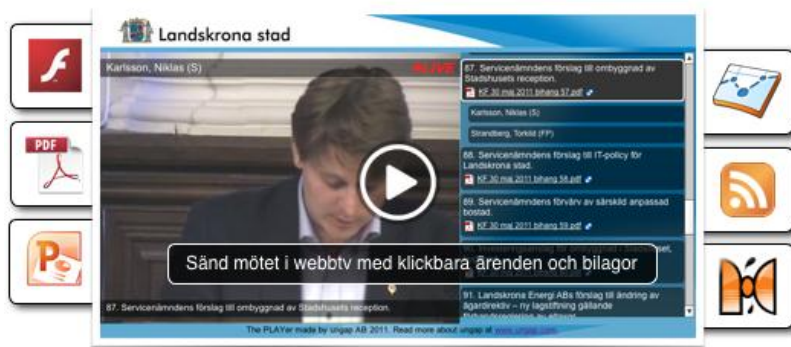 Landskrona stad
Karlsson, Niklas (S)
LIVE
87. Servicenämndens förslag till ombyggnad av
Stadshusets reception.
KF 30 maj 2011 bihang 57.pdf
Karlsson, Niklas (S)
Strandberg, Torkild (FP)
88. Servicenämndens förslag till IT-policy för
Landskrona stad.
KF 30 maj 2011 bihang 58.pdf
89. Servicenämndens förvärv av särskild anpassad
bostad.
KF 30 maj 2011 bihang 59.pdf
Sänd mötet i webbtv med klickbara ärenden och bilagor
87. Servicenämndens förslag till ombyggnad av Stadshusets reception.
91. Landskrona Energi ABs förslag till ändring av
ägardirektiv – ny lagstiftning gällande
The PLAYer made by ungap AB 2011. Read more about ungap at www.ungap.com
PDF
P